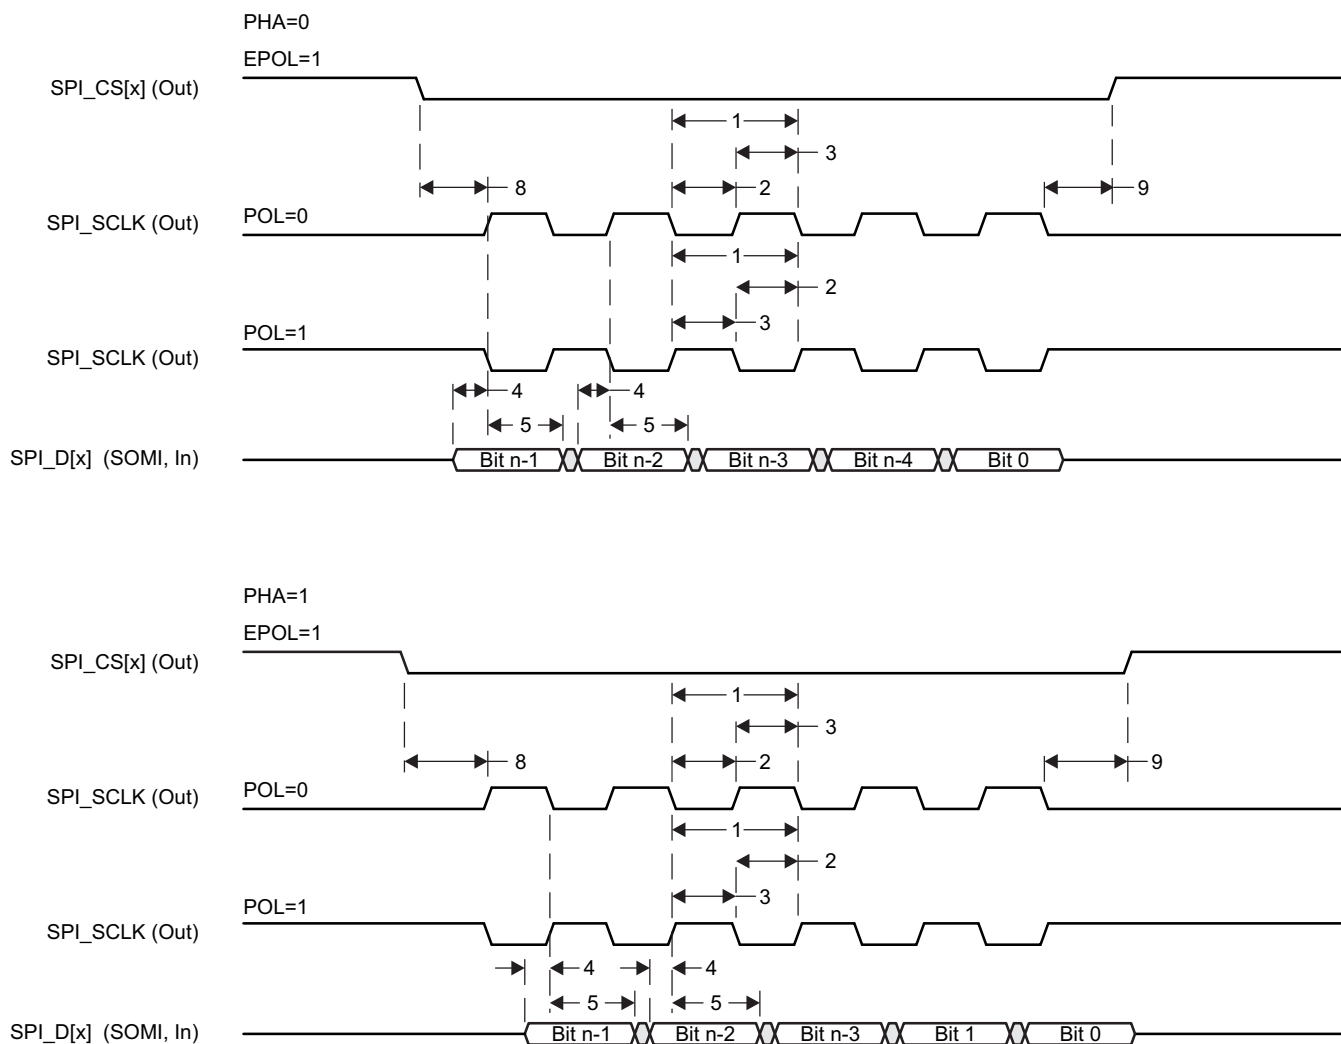 PHA=0
EPOL=1
SPI_CS[x] (Out)
1
3
8 2 9
POL=0
SPI_SCLK (Out)
1
2
3
POL=1
SPI_SCLK (Out)
4 4
5 5
SPI_D[x] (SOMI, In) Bit n-1 Bit n-2 Bit n-3 Bit n-4 Bit 0
PHA=1
EPOL=1
SPI_CS[x] (Out)
1
3
8 2 9
POL=0
SPI_SCLK (Out)
1
2
3
POL=1
SPI_SCLK (Out)
4 4
5 5
SPI_D[x] (SOMI, In) Bit n-1 Bit n-2 Bit n-3 Bit 1 Bit 0